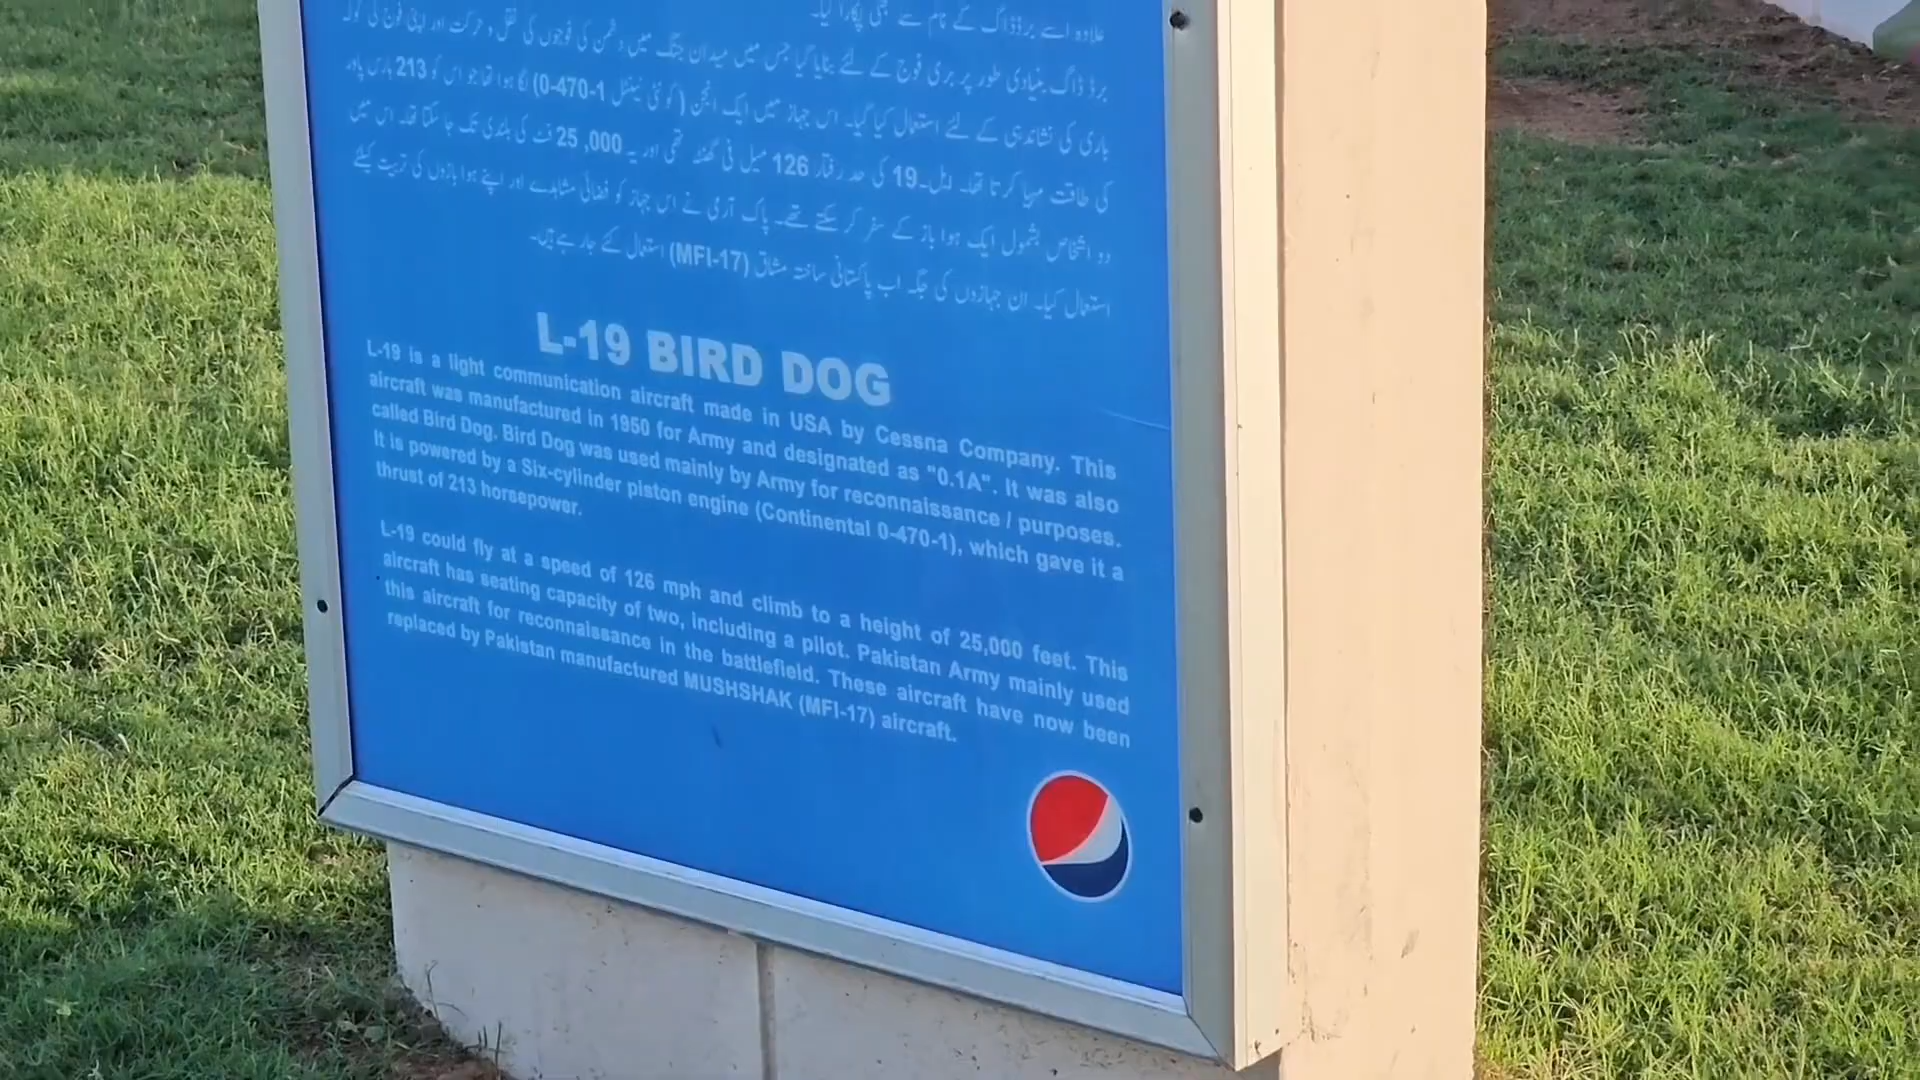 علاوہ اسے برڈ ڈاگ کے نام سے بھی پکارا گیا۔
برڈ ڈاگ بنیادی طور پر بری فوج کے لئے بنایا گیا جس میں میدان جنگ میں دشمن کی فوجوں کی نقل و حرکت اور اپنی فوج کی گولہ
باری کی نشاندہی کے لئے استعمال کیا گیا۔ اس جہاز میں ایک انجن (کونٹی نینٹل 0-470-1) لگا ہوا تھا جو اس کو 213 ہارس پاور
کی طاقت مہیا کرتا تھا۔ ایل۔19 کی حد رفتار 126 میل فی گھنٹہ تھی اور یہ 25,000 فٹ کی بلندی تک جا سکتا تھا۔ اس میں
دو اشخاص بشمول ایک ہوا باز کے سفر کر سکتے تھے۔ پاک آرمی نے اس جہاز کو فضائی مشاہدے اور اپنے ہوا بازوں کی تربیت کیلئے
استعمال کیا۔ ان جہازوں کی جگہ اب پاکستانی ساختہ مشاق (MFI-17) استعمال کئے جا رہے ہیں۔
L-19 BIRD DOG
L-19 is a light communication aircraft made in USA by Cessna Company. This
aircraft was manufactured in 1950 for Army and designated as "0.1A". It was also
called Bird Dog. Bird Dog was used mainly by Army for reconnaissance / purposes.
It is powered by a Six-cylinder piston engine (Continental 0-470-1), which gave it a
thrust of 213 horsepower.
L-19 could fly at a speed of 126 mph and climb to a height of 25,000 feet. This
aircraft has seating capacity of two, including a pilot. Pakistan Army mainly used
this aircraft for reconnaissance in the battlefield. These aircraft have now been
replaced by Pakistan manufactured MUSHSHAK (MFI-17) aircraft.